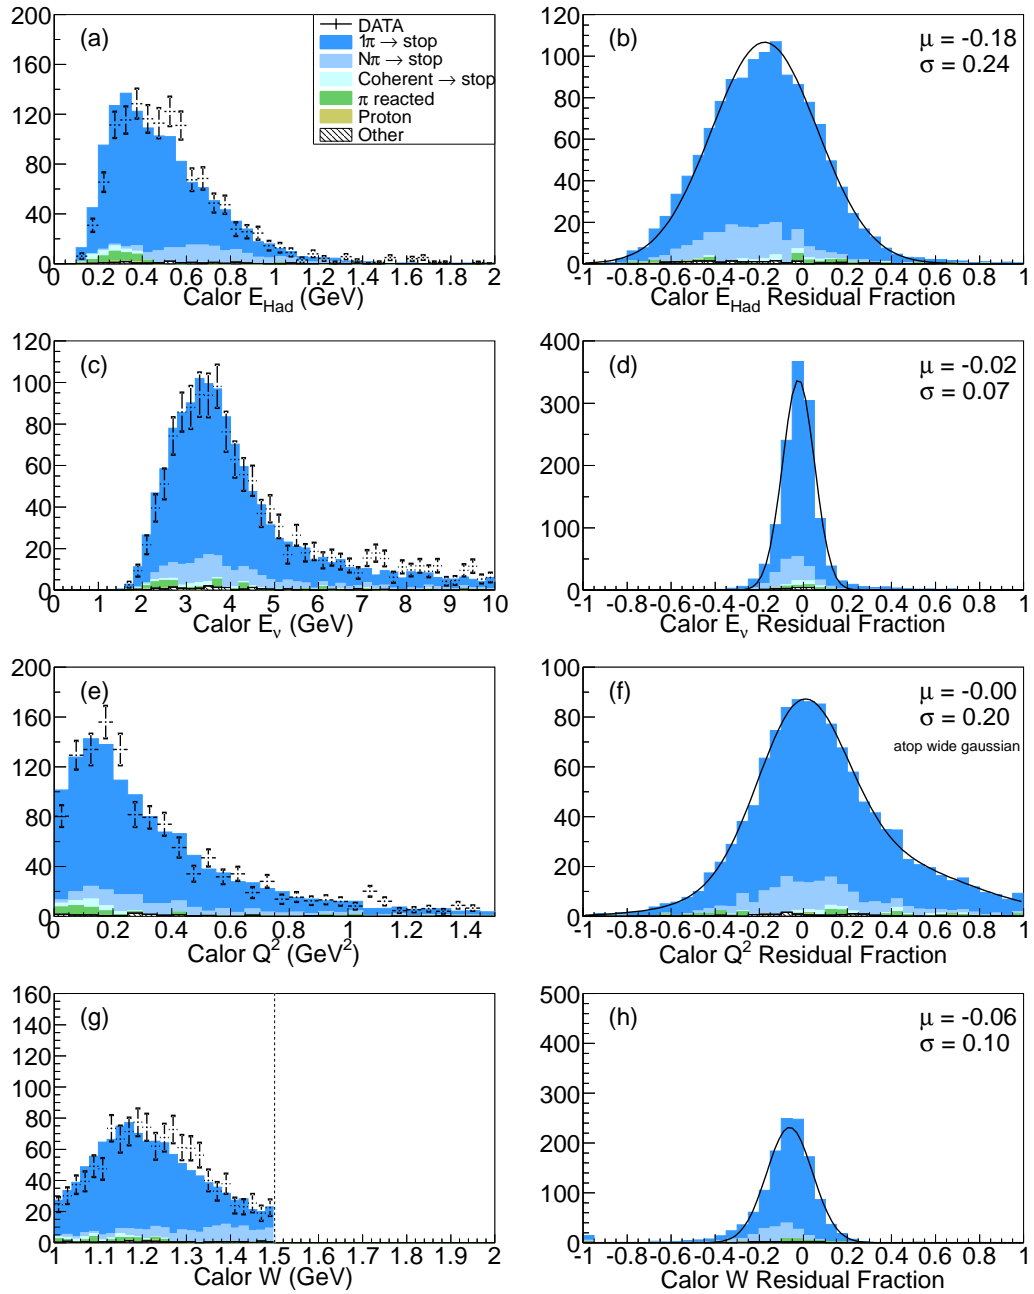 (a)
DATA
1π → stop
Nπ → stop
Coherent → stop
π reacted
Proton
Other
0 20 40 80 120 160 200
0 0.2 0.4 0.6 0.8 1 1.2 1.4 1.6 1.8 2
Calor E_Had (GeV)
(b)
μ = -0.18
σ = 0.24
0 20 40 60 80 100 120
-1 -0.8 -0.6 -0.4 -0.2 0 0.2 0.4 0.6 0.8 1
Calor E_Had Residual Fraction
(c)
0 20 40 60 80 100 120
0 1 2 3 4 5 6 7 8 9 10
Calor E_ν (GeV)
(d)
μ = -0.02
σ = 0.07
0 100 200 300 400
-1 -0.8 -0.6 -0.4 -0.2 0 0.2 0.4 0.6 0.8 1
Calor E_ν Residual Fraction
(e)
0 40 80 120 160 200
0 0.2 0.4 0.6 0.8 1 1.2 1.4
Calor Q² (GeV²)
(f)
μ = -0.00
σ = 0.20
atop wide gaussian
0 20 40 60 80 100
-1 -0.8 -0.6 -0.4 -0.2 0 0.2 0.4 0.6 0.8 1
Calor Q² Residual Fraction
(g)
0 20 40 60 80 100 120 140 160
1 1.1 1.2 1.3 1.4 1.5 1.6 1.7 1.8 1.9 2
Calor W (GeV)
(h)
μ = -0.06
σ = 0.10
0 100 200 300 400 500
-1 -0.8 -0.6 -0.4 -0.2 0 0.2 0.4 0.6 0.8 1
Calor W Residual Fraction